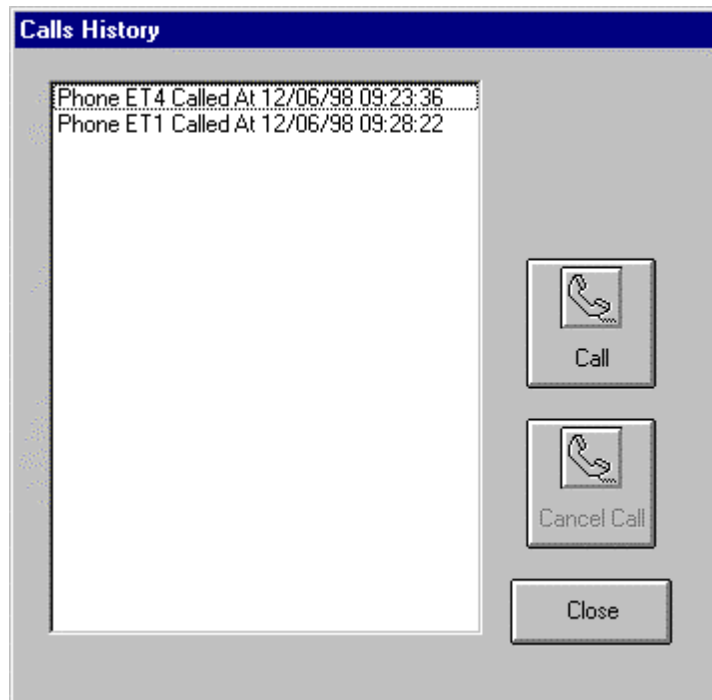 Calls History
Phone ET4 Called At 12/06/98 09:23:36
Phone ET1 Called At 12/06/98 09:28:22
Call
Cancel Call
Close